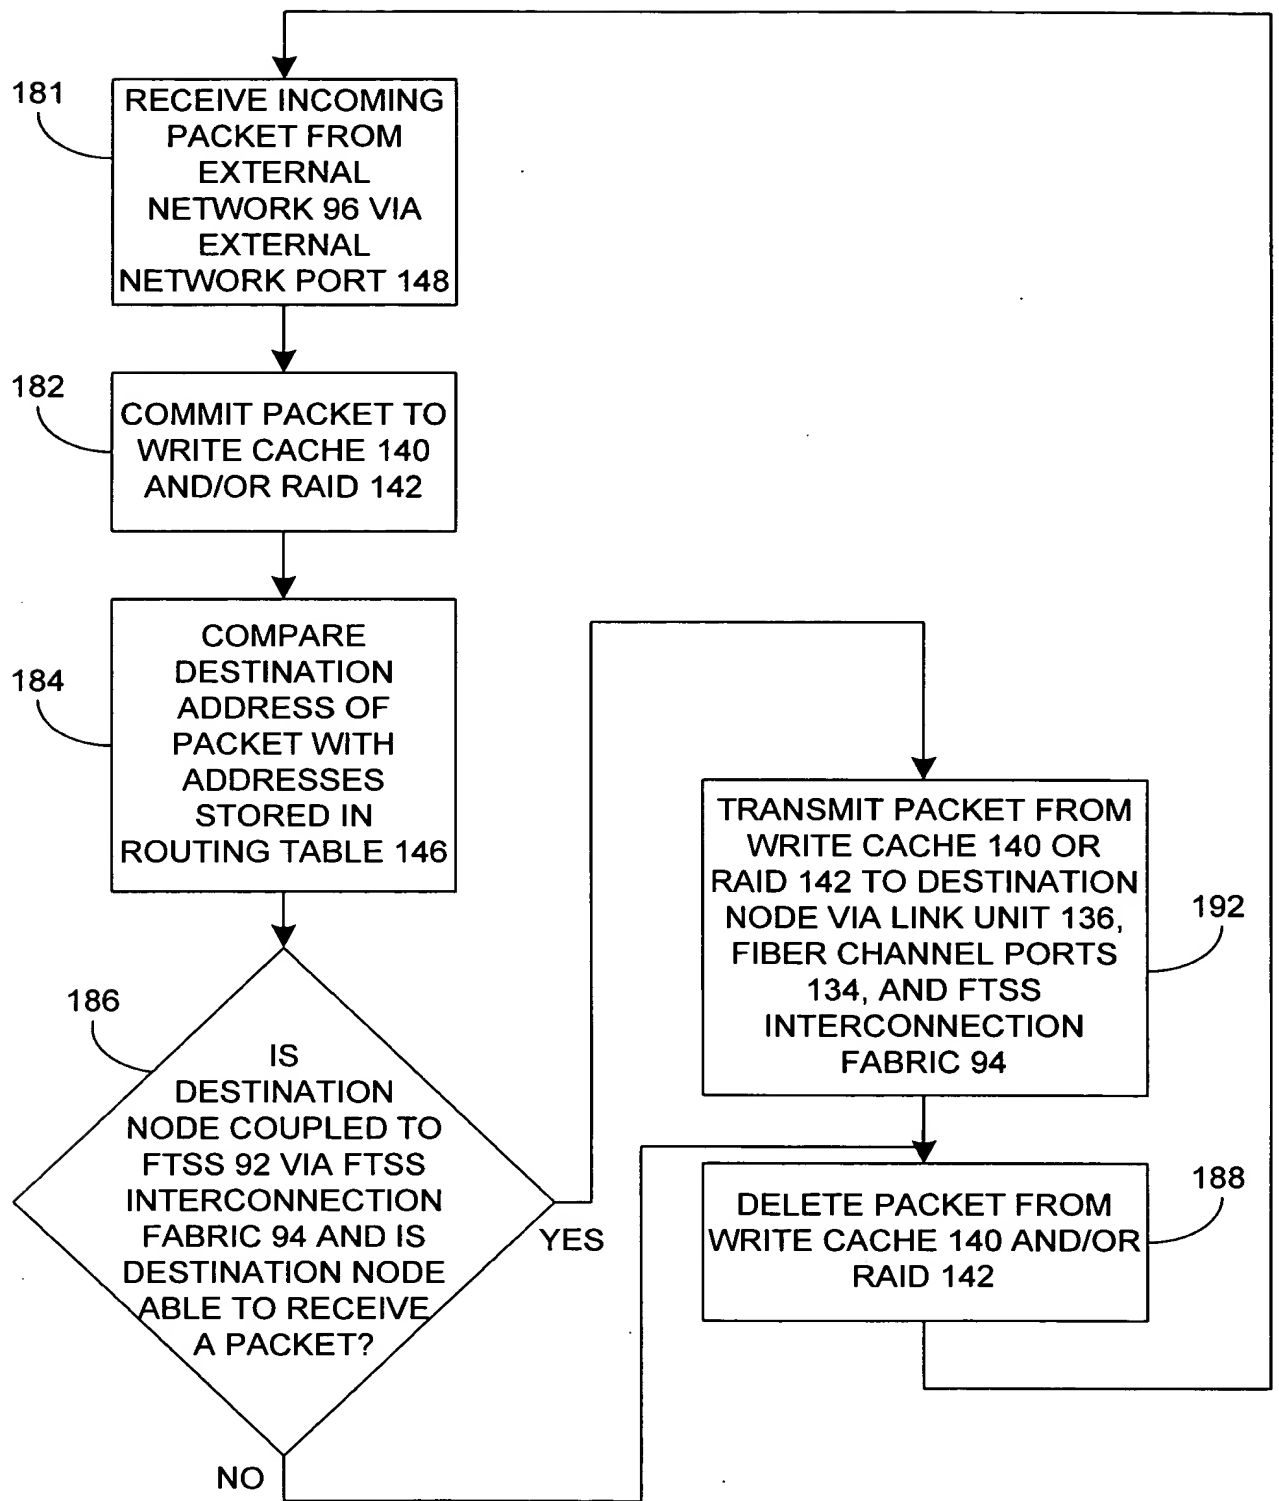 181
RECEIVE INCOMING
PACKET FROM
EXTERNAL
NETWORK 96 VIA
EXTERNAL
NETWORK PORT 148
182
COMMIT PACKET TO
WRITE CACHE 140
AND/OR RAID 142
184
COMPARE
DESTINATION
ADDRESS OF
PACKET WITH
ADDRESSES
STORED IN
ROUTING TABLE 146
186
IS
DESTINATION
NODE COUPLED TO
FTSS 92 VIA FTSS
INTERCONNECTION
FABRIC 94 AND IS
DESTINATION NODE
ABLE TO RECEIVE
A PACKET?
YES
NO
TRANSMIT PACKET FROM
WRITE CACHE 140 OR
RAID 142 TO DESTINATION
NODE VIA LINK UNIT 136,
FIBER CHANNEL PORTS
134, AND FTSS
INTERCONNECTION
FABRIC 94
192
DELETE PACKET FROM
WRITE CACHE 140 AND/OR
RAID 142
188